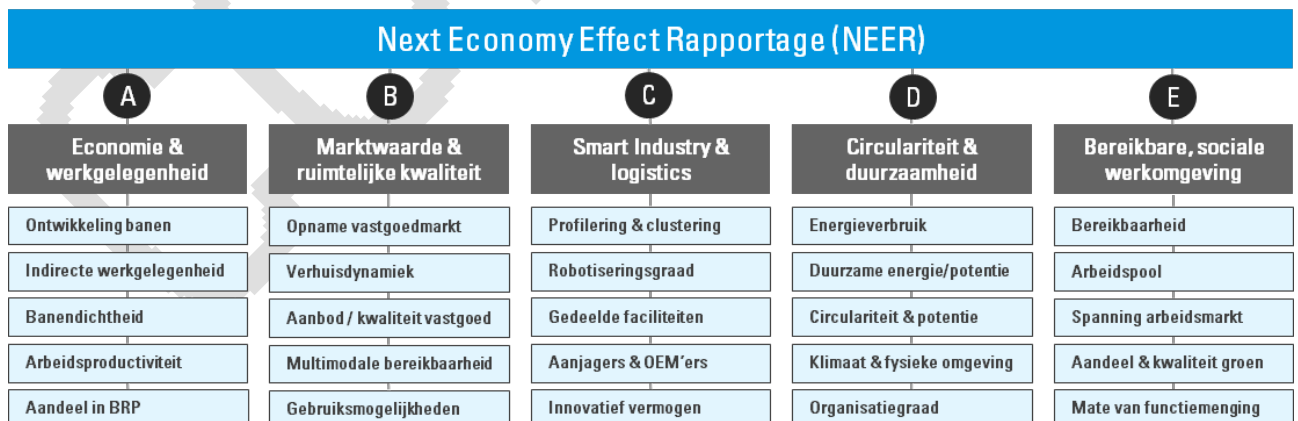 Next Economy Effect Rapportage (NEER)
A
B
C
D
E
Economie &
werkgelegenheid
Marktwaarde &
ruimtelijke kwaliteit
Smart Industry &
logistics
Circulariteit &
duurzaamheid
Bereikbare, sociale
werkomgeving
Ontwikkeling banen
Opname vastgoedmarkt
Profilering & clustering
Energieverbruik
Bereikbaarheid
Indirecte werkgelegenheid
Verhuisdynamiek
Robotiseringsgraad
Duurzame energie/potentie
Arbeidspool
Banendichtheid
Aanbod / kwaliteit vastgoed
Gedeelde faciliteiten
Circulariteit & potentie
Spanning arbeidsmarkt
Arbeidsproductiviteit
Multimodale bereikbaarheid
Aanjagers & OEM'ers
Klimaat & fysieke omgeving
Aandeel & kwaliteit groen
Aandeel in BRP
Gebruiksmogelijkheden
Innovatief vermogen
Organisatiegraad
Mate van functiemenging